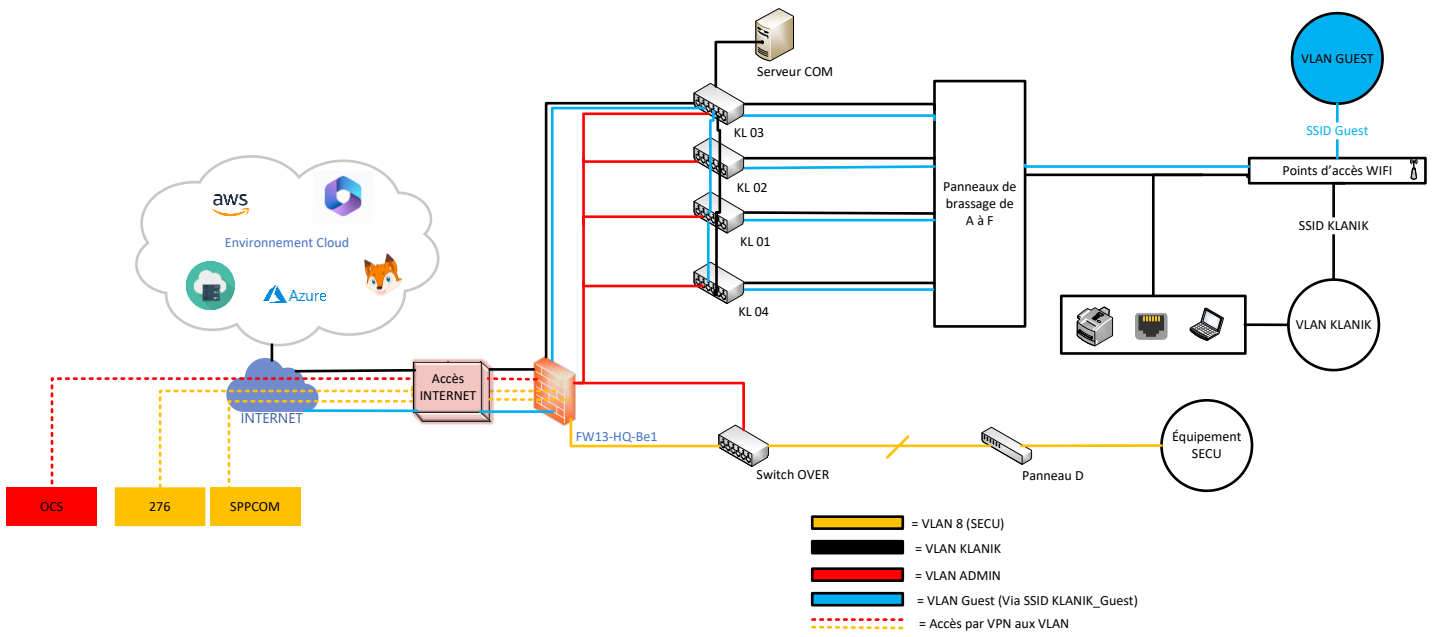 Serveur COM
VLAN GUEST
KL 03
SSID Guest
KL 02
Points d'accès WIFI
aws
Panneaux de
brassage de
A à F
KL 01
SSID KLANIK
Environnement Cloud
Azure
KL 04
VLAN KLANIK
Accès
INTERNET
INTERNET
FW13-HQ-Be1
Équipement
SECU
Switch OVER
Panneau D
OCS
276
SPPCOM
= VLAN 8 (SECU)
= VLAN KLANIK
= VLAN ADMIN
= VLAN Guest (Via SSID KLANIK_Guest)
= Accès par VPN aux VLAN